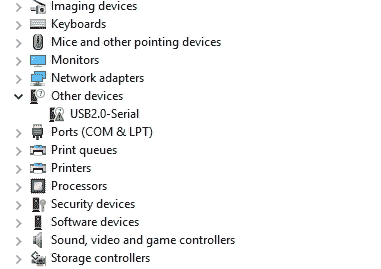 Imaging devices
Keyboards
Mice and other pointing devices
Monitors
Network adapters
Other devices
USB2.0-Serial
Ports (COM & LPT)
Print queues
Printers
Processors
Security devices
Software devices
Sound, video and game controllers
Storage controllers